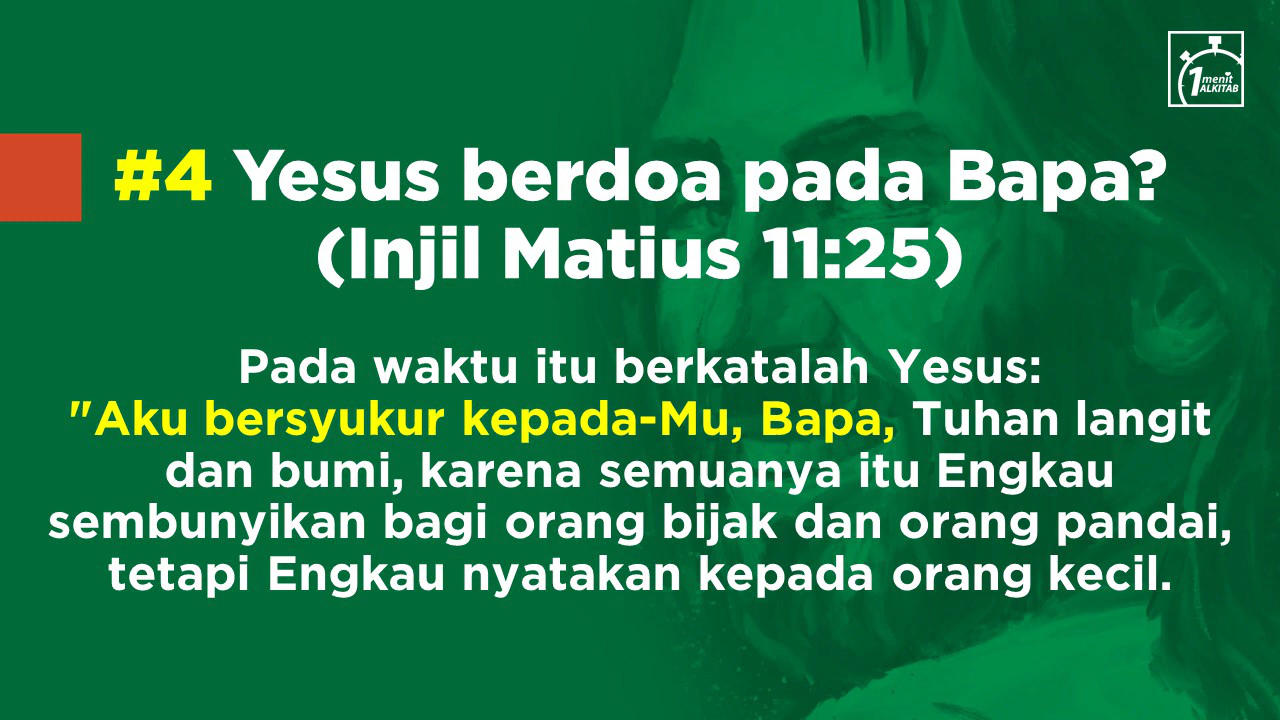 1 menit
ALKITAB
#4 Yesus berdoa pada Bapa?
(Injil Matius 11:25)
Pada waktu itu berkatalah Yesus:
"Aku bersyukur kepada-Mu, Bapa, Tuhan langit
dan bumi, karena semuanya itu Engkau
sembunyikan bagi orang bijak dan orang pandai,
tetapi Engkau nyatakan kepada orang kecil.